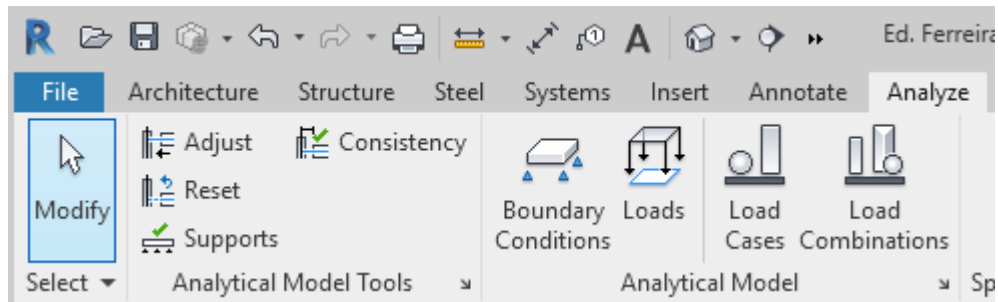 R
A
Ed. Ferreira
File Architecture Structure Steel Systems Insert Annotate Analyze
Modify
Adjust
Consistency
Reset
Supports
Boundary
Conditions
Loads
Load
Cases
Load
Combinations
Select
Analytical Model Tools
Analytical Model
Sp